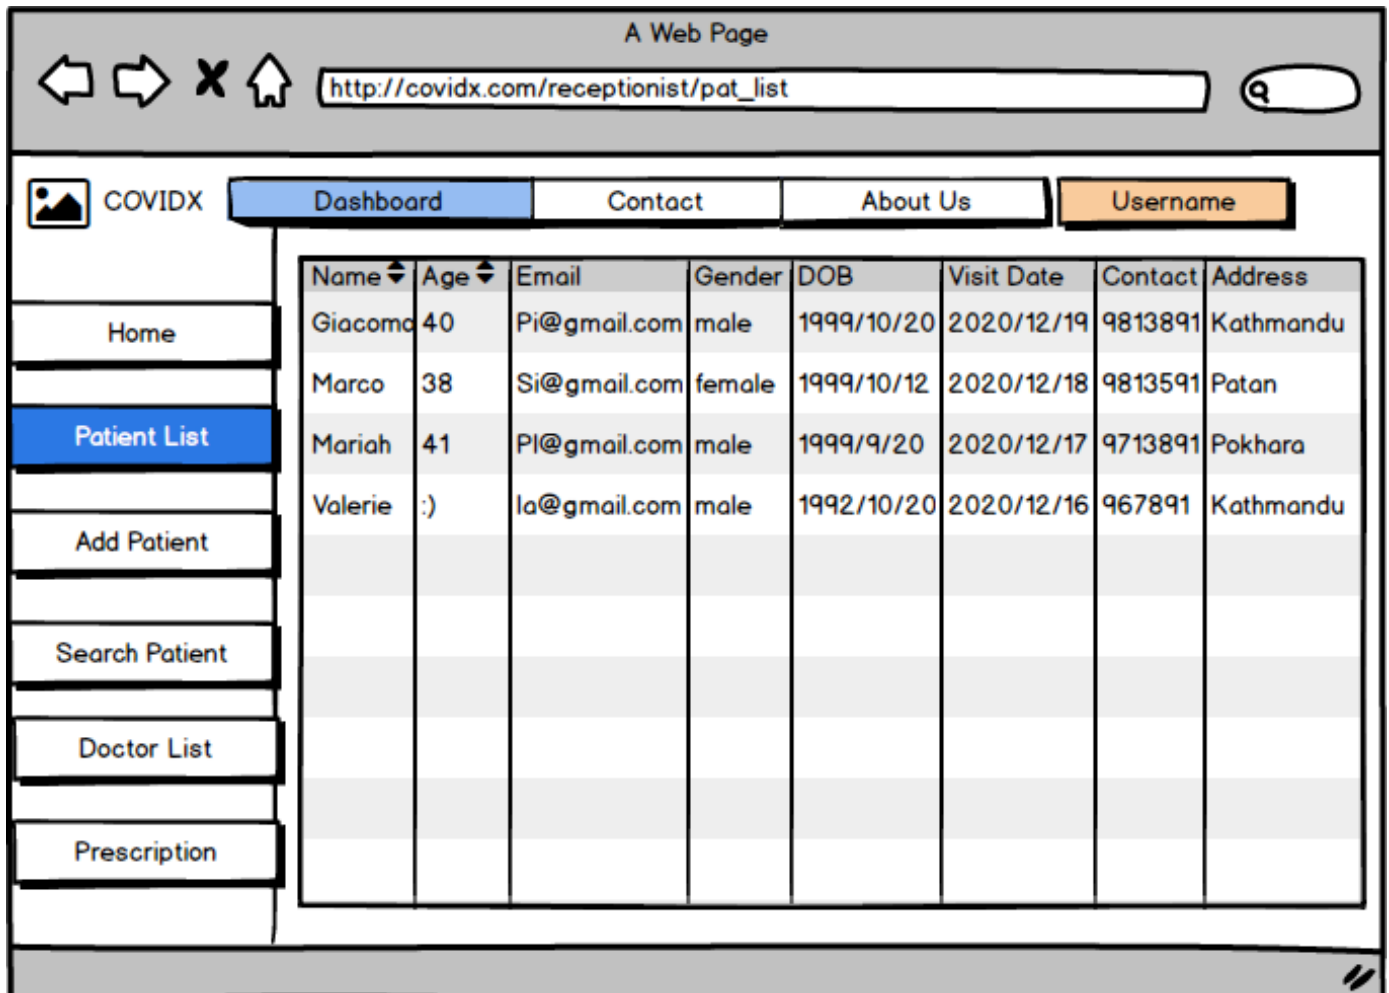 A Web Page
http://covidx.com/receptionist/pat_list
COVIDX Dashboard Contact About Us Username
Home
Patient List
Add Patient
Search Patient
Doctor List
Prescription
Name Age Email Gender DOB Visit Date Contact Address
Giacomo 40 Pi@gmail.com male 1999/10/20 2020/12/19 9813891 Kathmandu
Marco 38 Si@gmail.com female 1999/10/12 2020/12/18 9813591 Patan
Mariah 41 Pl@gmail.com male 1999/9/20 2020/12/17 9713891 Pokhara
Valerie :) la@gmail.com male 1992/10/20 2020/12/16 967891 Kathmandu